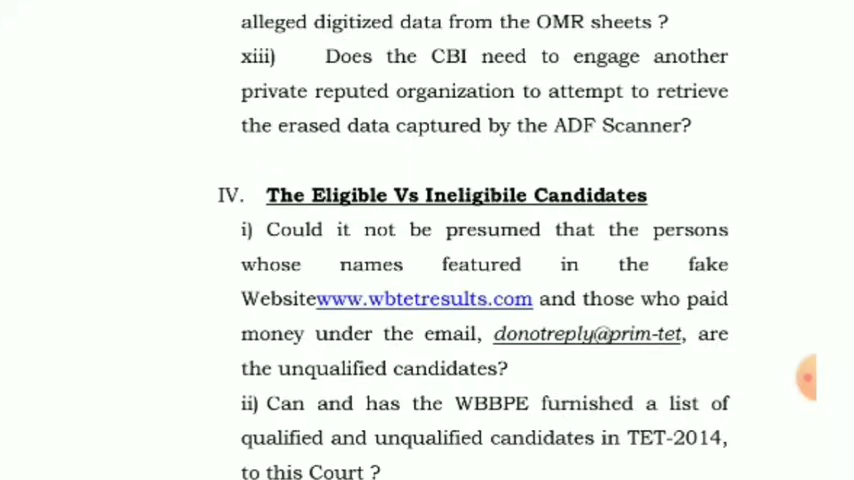 alleged digitized data from the OMR sheets ?
xiii) Does the CBI need to engage another
private reputed organization to attempt to retrieve
the erased data captured by the ADF Scanner?
IV. The Eligible Vs Ineligibile Candidates
i) Could it not be presumed that the persons
whose names featured in the fake
Websitewww.wbtetresults.com and those who paid
money under the email, donotreply@prim-tet, are
the unqualified candidates?
ii) Can and has the WBBPE furnished a list of
qualified and unqualified candidates in TET-2014,
to this Court ?